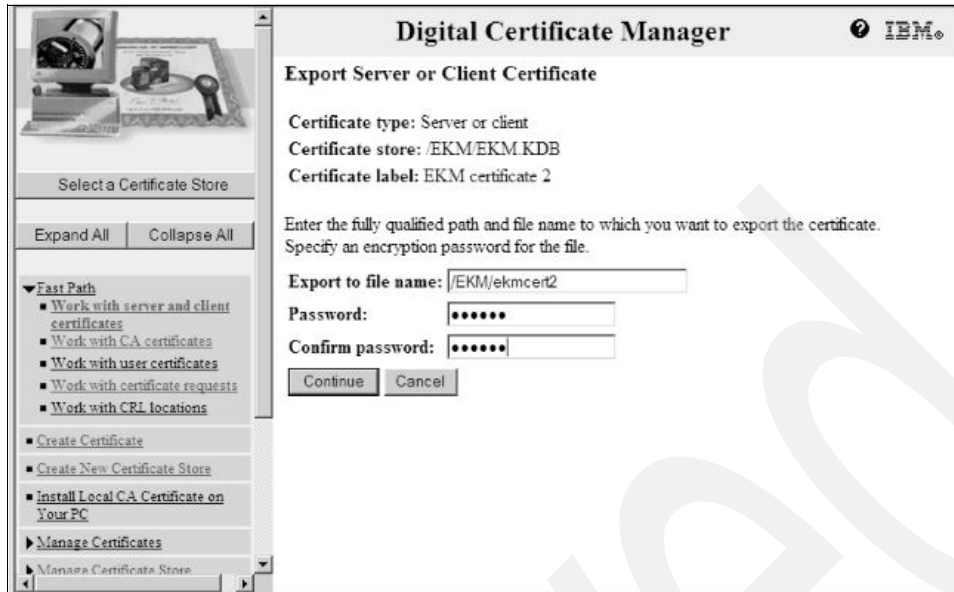 Digital Certificate Manager
IBM
Select a Certificate Store
Expand All
Collapse All
Fast Path
Work with server and client
certificates
Work with CA certificates
Work with user certificates
Work with certificate requests
Work with CRL locations
Create Certificate
Create New Certificate Store
Install Local CA Certificate on
Your PC
Manage Certificates
Manage Certificate Store
Export Server or Client Certificate
Certificate type: Server or client
Certificate store: /EKM/EKM.KDB
Certificate label: EKM certificate 2
Enter the fully qualified path and file name to which you want to export the certificate.
Specify an encryption password for the file.
Export to file name: /EKM/ekmcert2
Password: ●●●●●●
Confirm password: ●●●●●●
Continue
Cancel